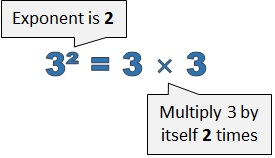 Exponent is 2
3² = 3 × 3
Multiply 3 by
itself 2 times